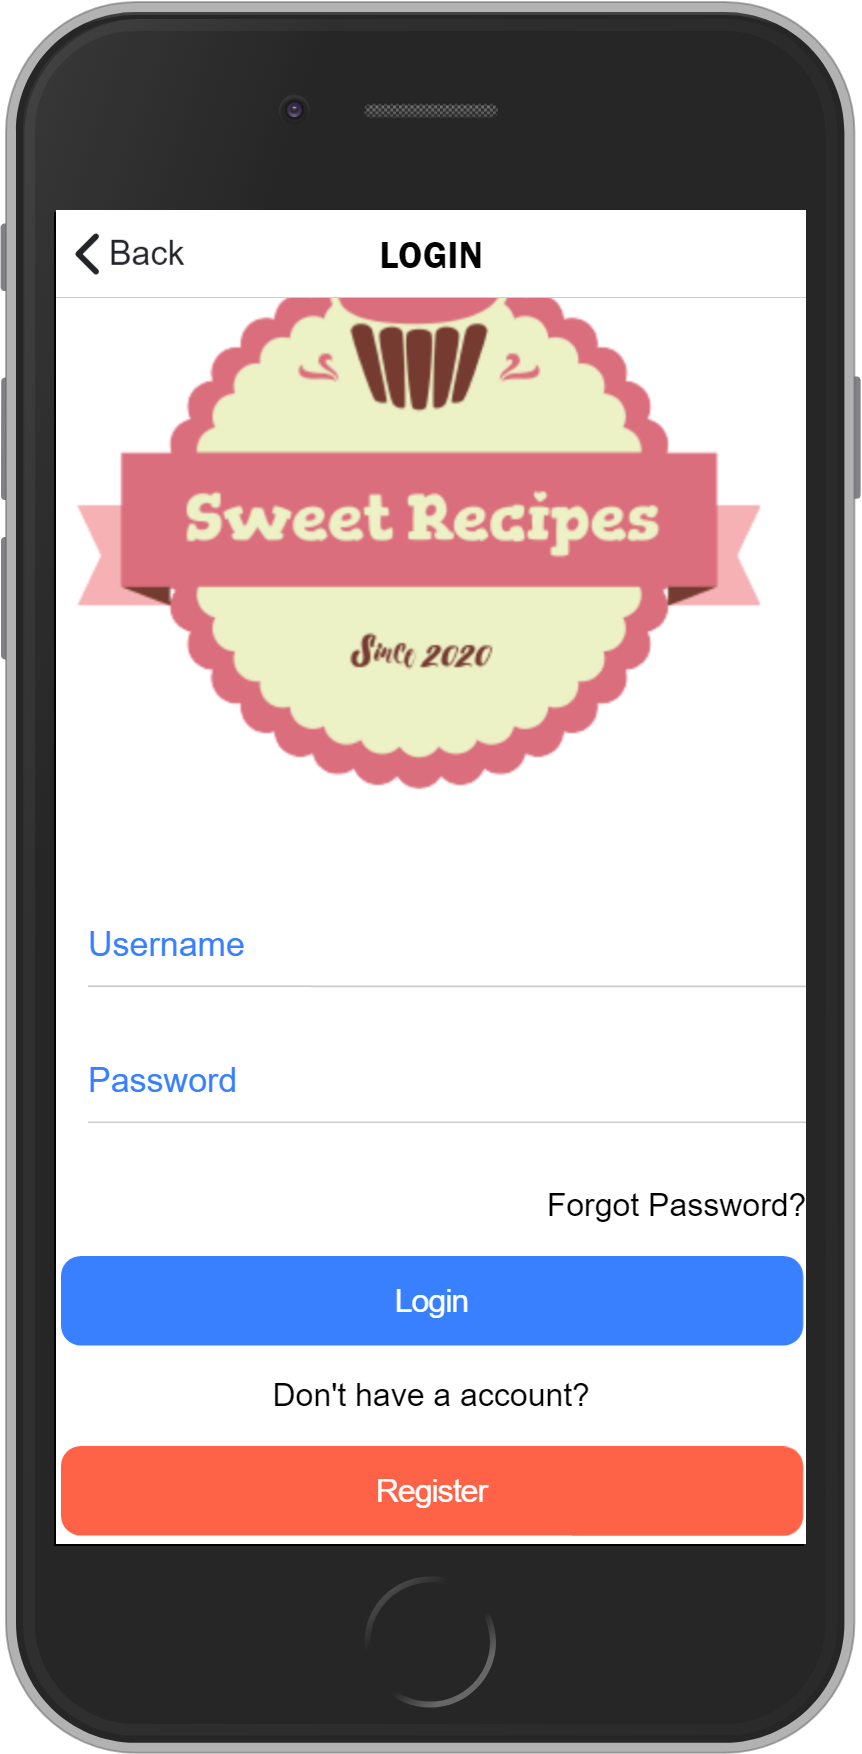 Back
LOGIN
Sweet Recipes
Since 2020
Username
Password
Forgot Password?
Login
Don't have a account?
Register